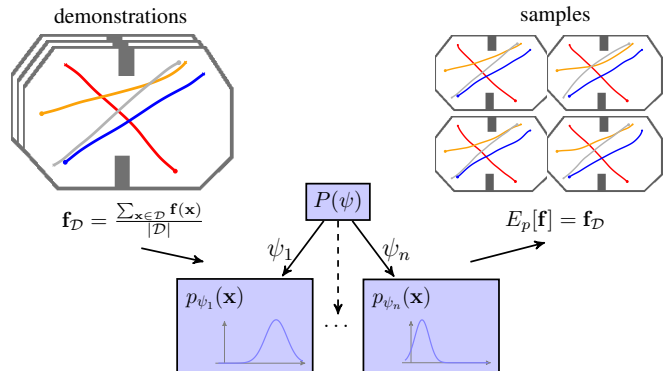 demonstrations
samples
P(ψ)
f_D = ∑_{x∈D} f(x) / |D|
E_p[f] = f_D
ψ_1
ψ_n
p_{ψ_1}(x)
...
p_{ψ_n}(x)